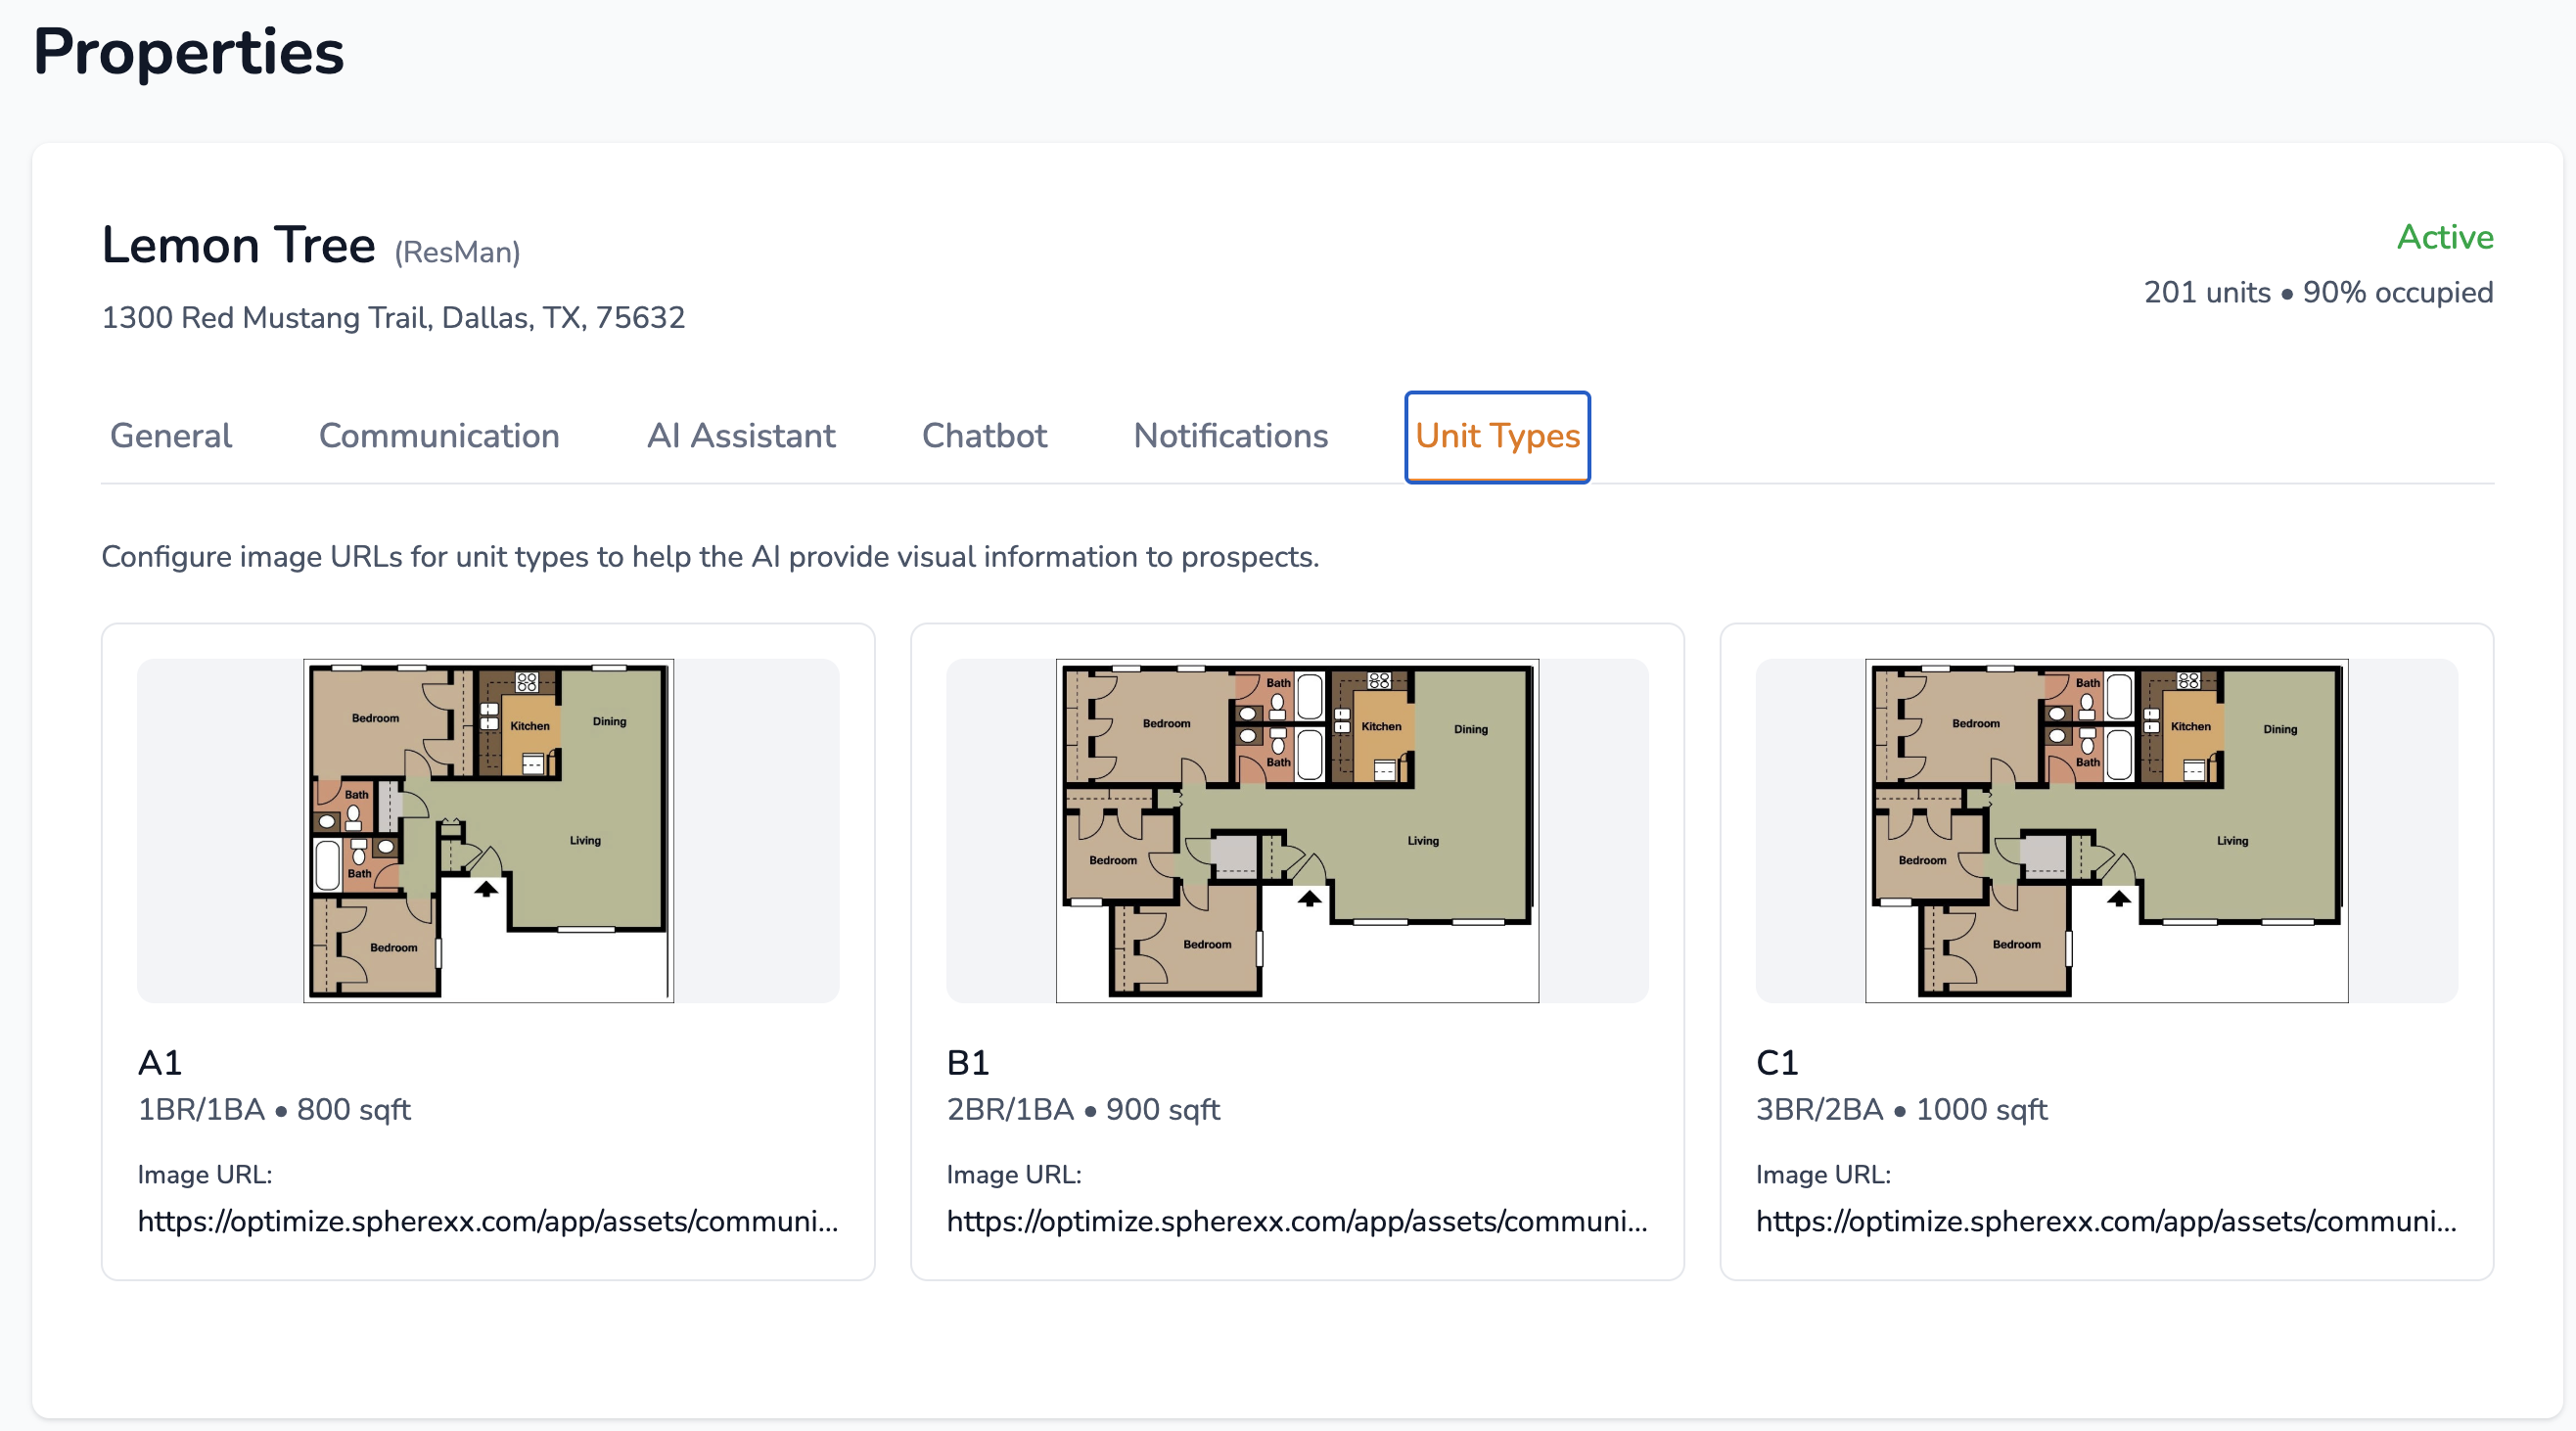 Properties
Lemon Tree (ResMan)
Active
1300 Red Mustang Trail, Dallas, TX, 75632
201 units • 90% occupied
General Communication AI Assistant Chatbot Notifications Unit Types
Configure image URLs for unit types to help the AI provide visual information to prospects.
Bedroom
Kitchen
Dining
Bath
Living
Bath
Bedroom
A1
1BR/1BA • 800 sqft
Image URL:
https://optimize.spherexx.com/app/assets/communi...
Bath
Bedroom
Kitchen
Dining
Bath
Living
Bedroom
Bedroom
B1
2BR/1BA • 900 sqft
Image URL:
https://optimize.spherexx.com/app/assets/communi...
Bath
Bedroom
Kitchen
Dining
Bath
Living
Bedroom
Bedroom
C1
3BR/2BA • 1000 sqft
Image URL:
https://optimize.spherexx.com/app/assets/communi...